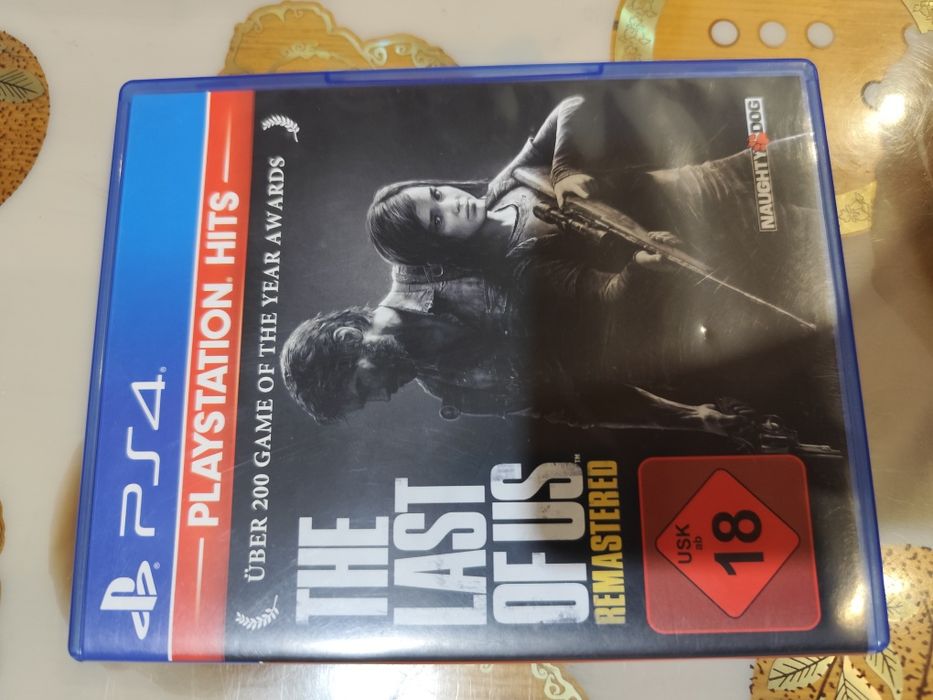 PS4
PLAYSTATION HITS
ÜBER 200 GAME OF THE YEAR AWARDS
THE
LAST
OF US™
REMASTERED
USK
ab
18
NAUGHTY DOG